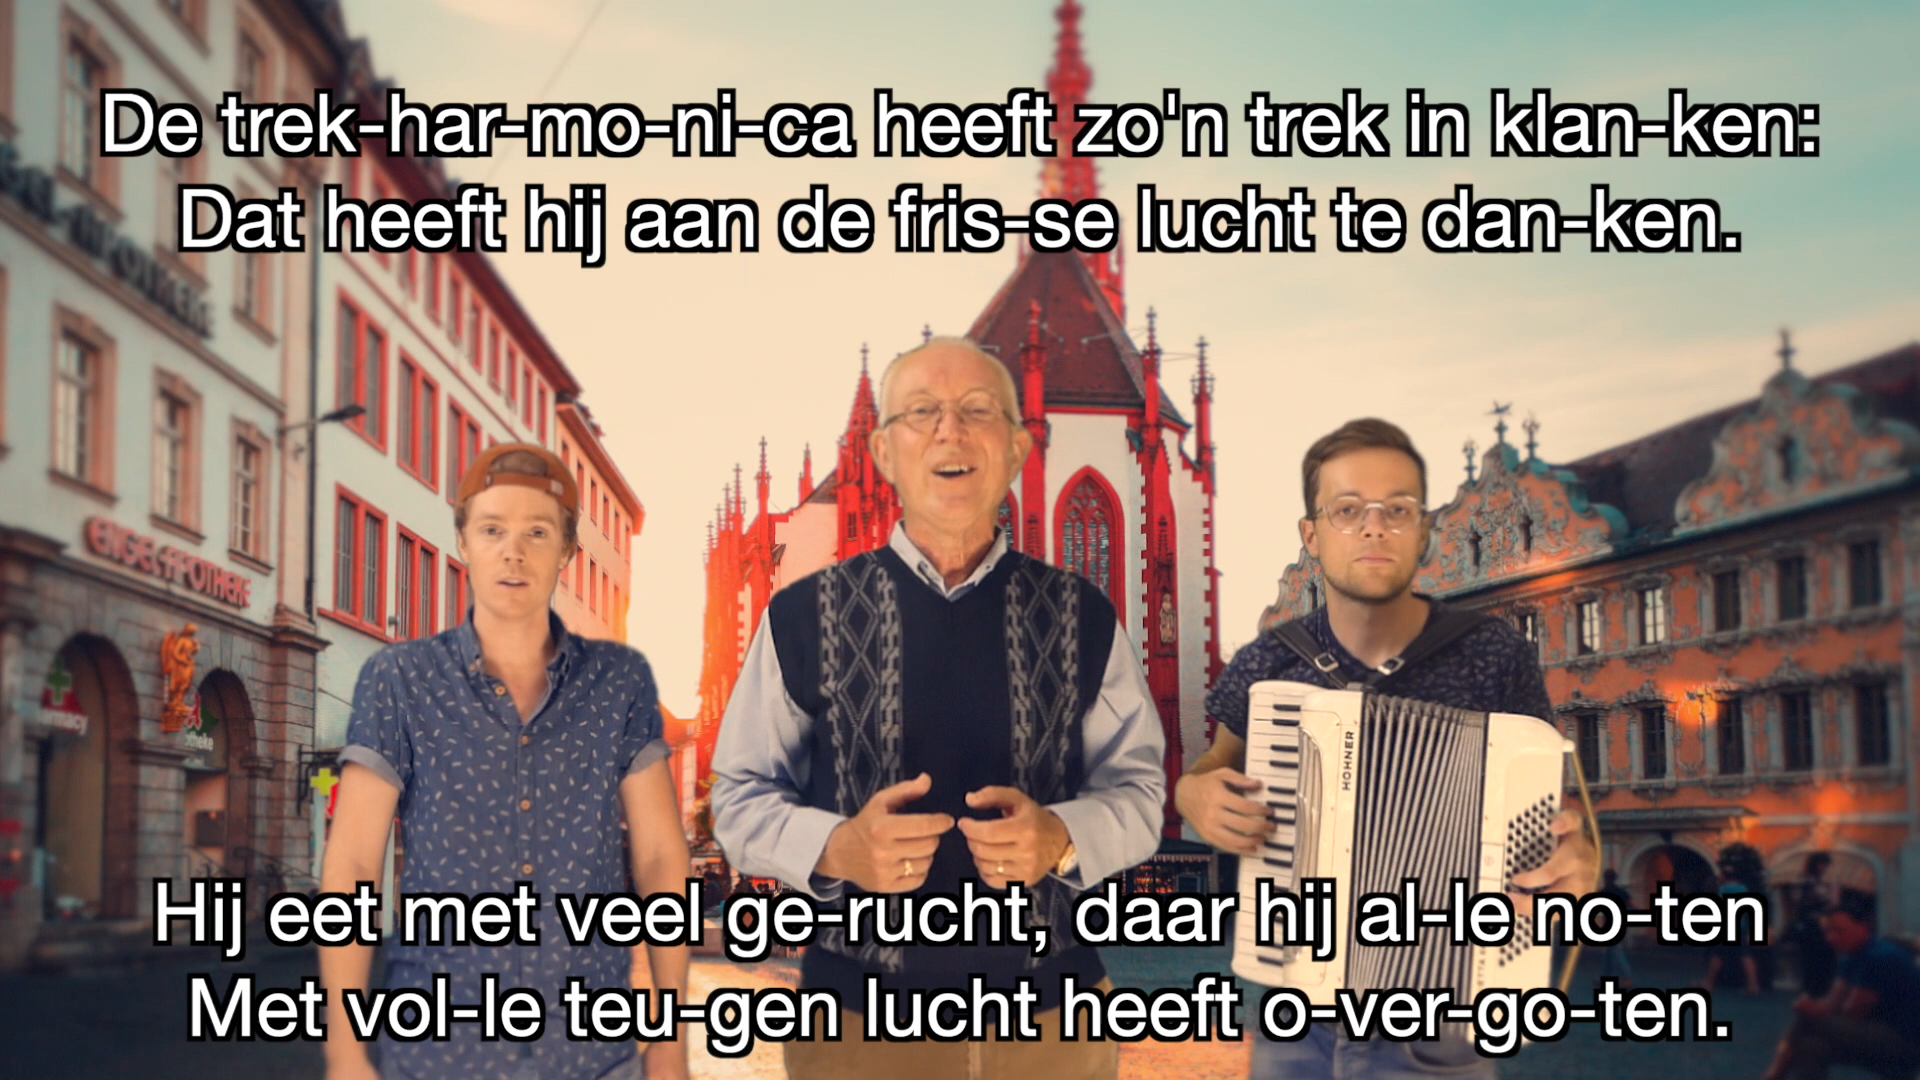 De trek-har-mo-ni-ca heeft zo'n trek in klan-ken:
Dat heeft hij aan de fris-se lucht te dan-ken.
ENGEL-APOTHEKE
HOHNER
Hij eet met veel ge-rucht, daar hij al-le no-ten
Met vol-le teu-gen lucht heeft o-ver-go-ten.